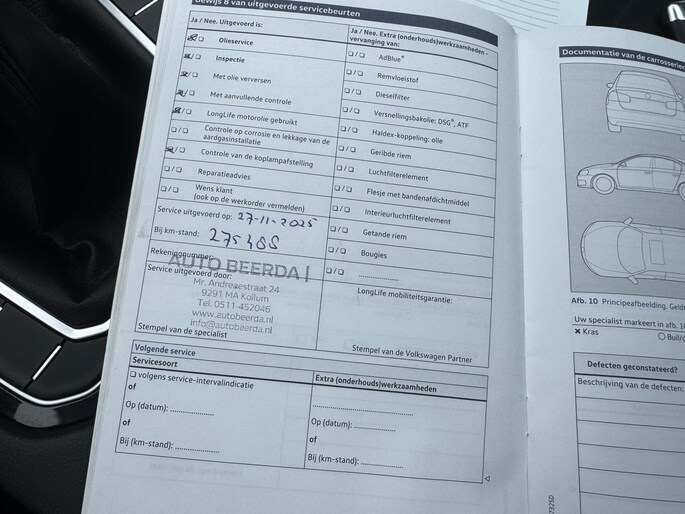 Bewijs 8 van uitgevoerde servicebeurten
Ja / Nee. Uitgevoerd is:
Olieservice
Inspectie
Met olie verversen
Met aanvullende controle
LongLife motorolie gebruikt
Controle op corrosie en lekkage van de
aardgasinstallatie
Controle van de koplampafstelling
Reparatieadvies
Wens klant
(ook op de werkorder vermelden)
Service uitgevoerd op: 27-11-2025
Bij km-stand: 275488
Rekeningnummer:
AUTO BEERDA
Service uitgevoerd door:
Mr. Andreaestraat 24
9291 MA Kollum
Tel. 0511-452046
www.autobeerda.nl
info@autobeerda.nl
Stempel van de specialist
Ja / Nee. Extra (onderhouds)werkzaamheden -
vervanging van:
AdBlue®
Remvloeistof
Dieselfilter
Versnellingsbakolie: DSG®, ATF
Haldex-koppeling: olie
Geribde riem
Luchtfilterelement
Flesje met bandenafdichtmiddel
Interieurluchtfilterelement
Getande riem
Bougies
LongLife mobiliteitsgarantie:
Stempel van de Volkswagen Partner
Volgende service
Servicesoort
volgens service-intervalindicatie
of
Op (datum):
of
Bij (km-stand):
Extra (onderhouds)werkzaamheden
Op (datum):
of
Bij (km-stand):
Documentatie van de carrosserie
Afb. 10 Principeafbeelding.
Uw specialist markeert in afb. 10
Kras
Defecten geconstateerd?
Beschrijving van de defecten: